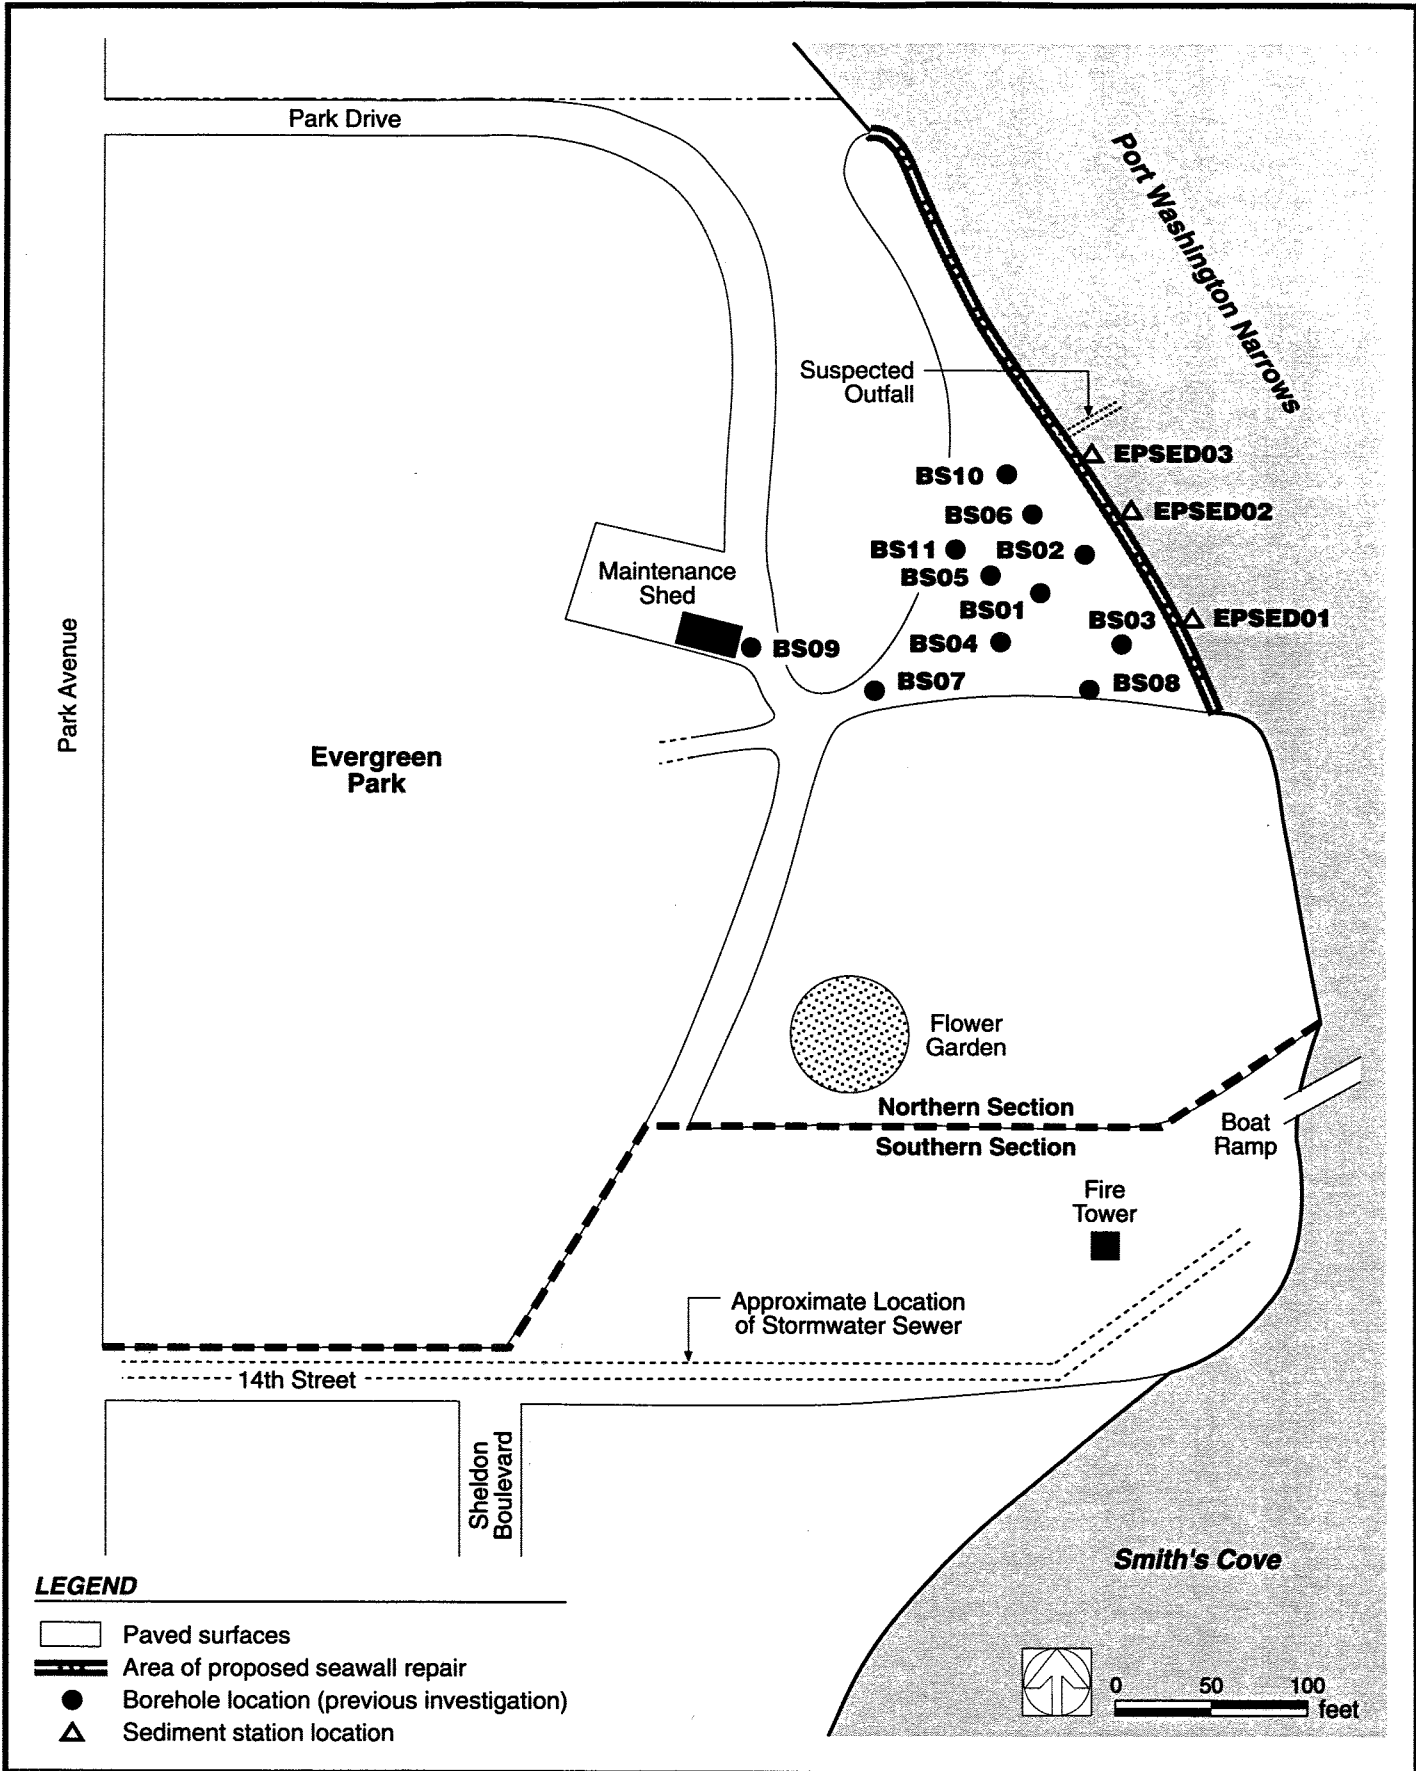 Park Drive
Port Washington Narrows
Suspected
Outfall
EPSED03
BS10
EPSED02
BS06
BS11
BS02
Maintenance
Shed
BS05
BS01
BS03
EPSED01
BS04
BS09
BS07
BS08
Park Avenue
Evergreen
Park
Flower
Garden
Northern Section
Southern Section
Boat
Ramp
Fire
Tower
Approximate Location
of Stormwater Sewer
14th Street
Sheldon
Boulevard
Smith's Cove
LEGEND
Paved surfaces
Area of proposed seawall repair
Borehole location (previous investigation)
Sediment station location
0 50 100
feet